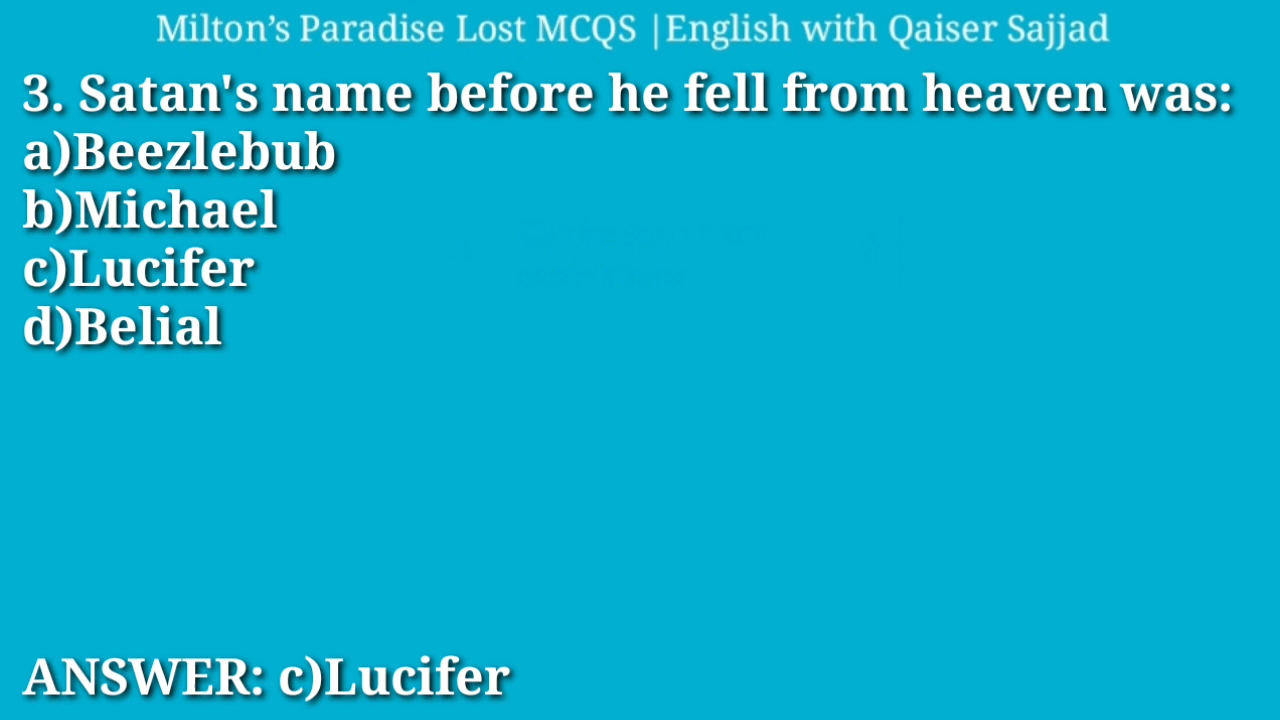 Milton’s Paradise Lost MCQS |English with Qaiser Sajjad
3. Satan's name before he fell from heaven was:
a)Beezlebub
b)Michael
c)Lucifer
d)Belial
ANSWER: c)Lucifer